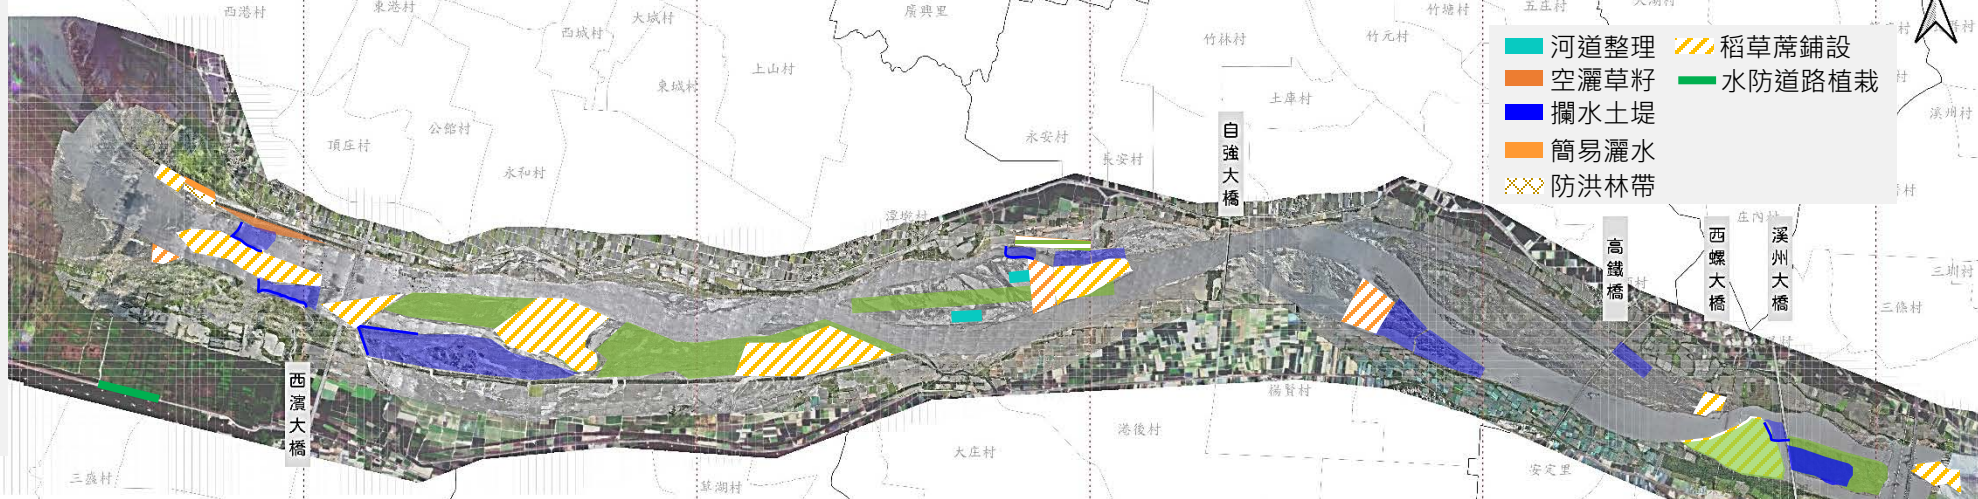 西港村
東港村
大城村
西城村
廣興里
竹塘村
五庄村
竹林村
竹元村
上山村
東城村
土庫村
公館村
頂庄村
永和村
永安村
長安村
溪州村
庄內村
三圳村
三條村
楊賢村
港後村
大庄村
草湖村
三盛村
安定里
河道整理
稻草蓆鋪設
空灑草籽
水防道路植栽
攔水土堤
簡易灑水
防洪林帶
西濱大橋
自強大橋
高鐵橋
西螺大橋
溪州大橋